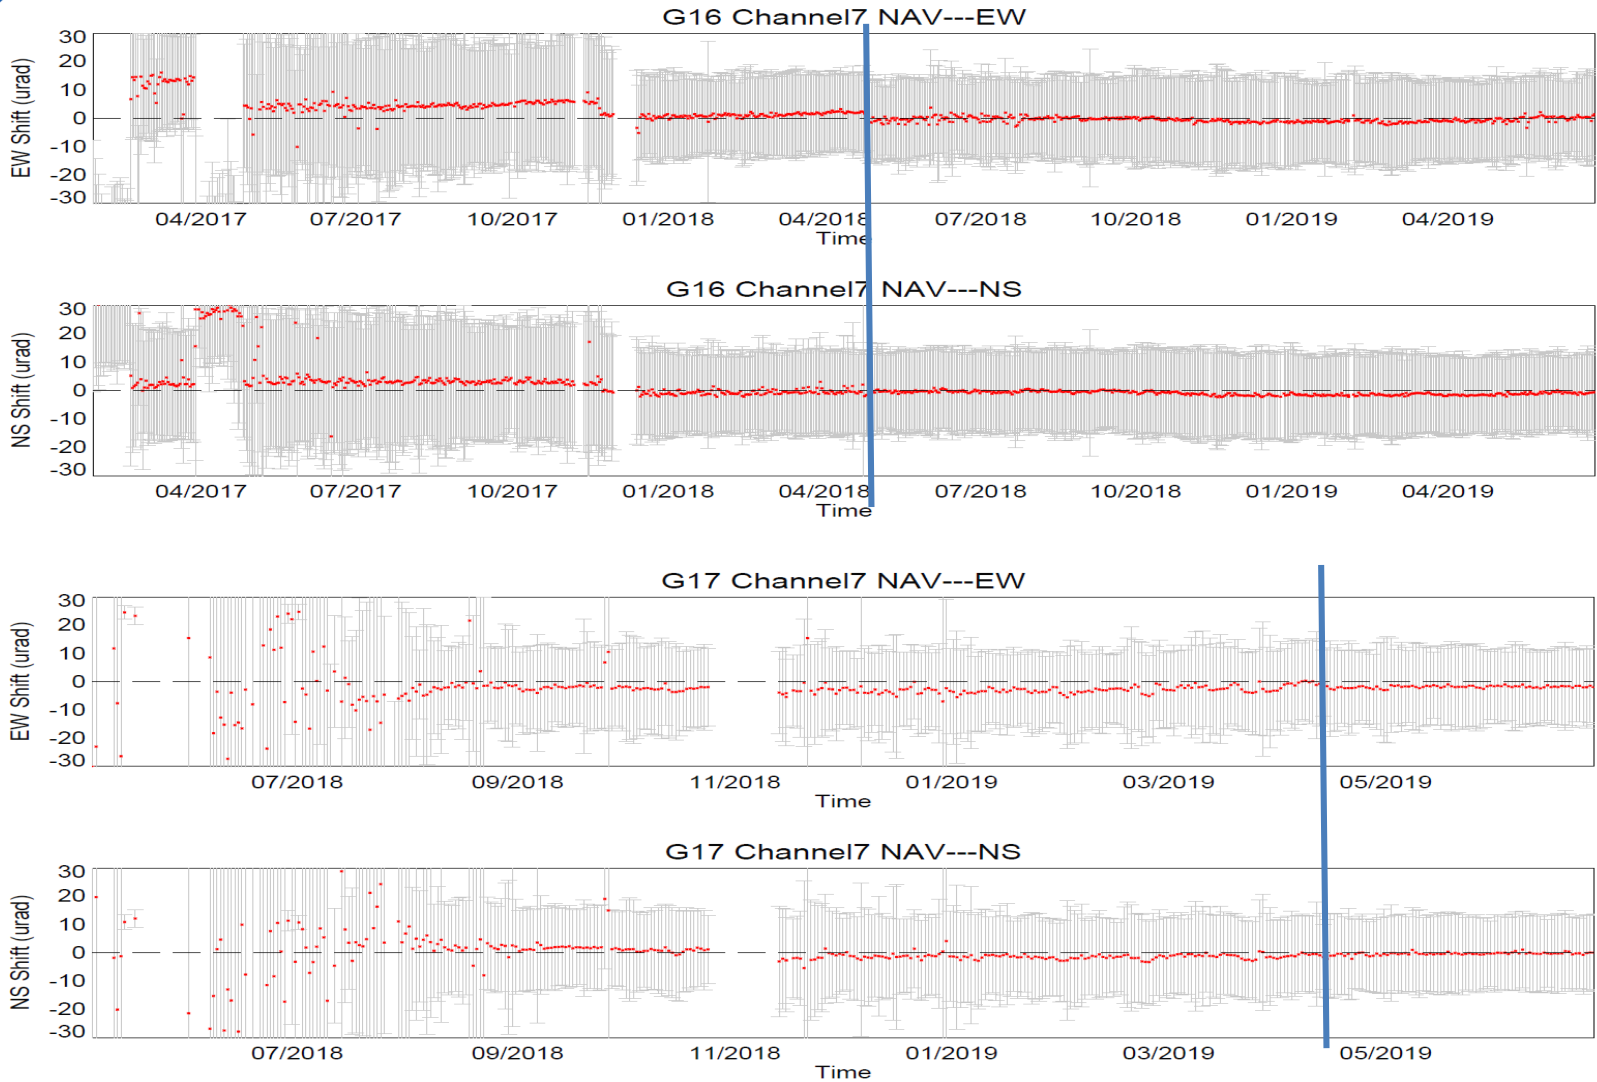 G16 Channel7 NAV---EW
30
20
10
0
-10
-20
-30
EW Shift (urad)
04/2017 07/2017 10/2017 01/2018 04/2018 07/2018 10/2018 01/2019 04/2019
Time
G16 Channel7 NAV---NS
30
20
10
0
-10
-20
-30
NS Shift (urad)
04/2017 07/2017 10/2017 01/2018 04/2018 07/2018 10/2018 01/2019 04/2019
Time
G17 Channel7 NAV---EW
30
20
10
0
-10
-20
-30
EW Shift (urad)
07/2018 09/2018 11/2018 01/2019 03/2019 05/2019
Time
G17 Channel7 NAV---NS
30
20
10
0
-10
-20
-30
NS Shift (urad)
07/2018 09/2018 11/2018 01/2019 03/2019 05/2019
Time